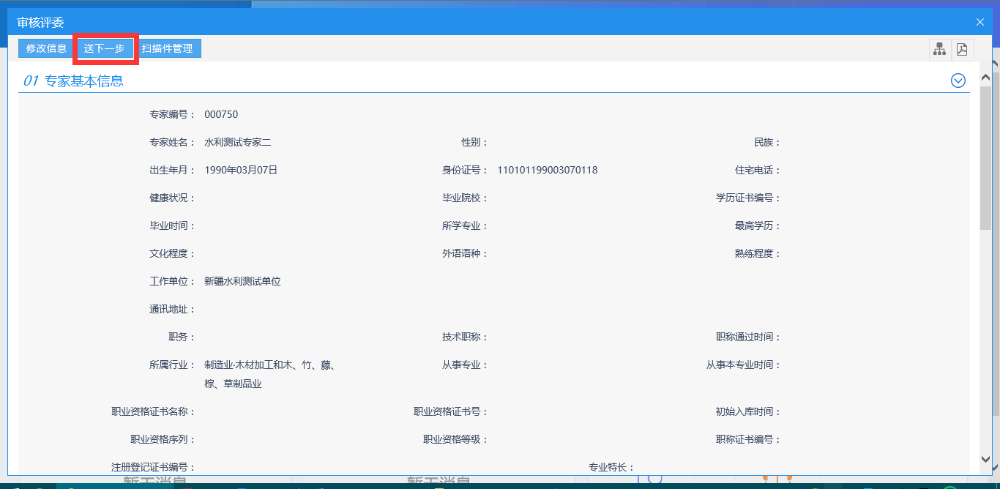 审核评委
修改信息 送下一步 扫描件管理
01 专家基本信息
专家编号： 000750
专家姓名： 水利测试专家二 性别： 民族：
出生年月： 1990年03月07日 身份证号： 110101199003070118 住宅电话：
健康状况： 毕业院校： 学历证书编号：
毕业时间： 所学专业： 最高学历：
文化程度： 外语语种： 熟练程度：
工作单位： 新疆水利测试单位
通讯地址：
职务： 技术职称： 职称通过时间：
所属行业： 制造业·木材加工和木、竹、藤、 从事专业： 从事本专业时间：
棕、草制品业
职业资格证书名称： 职业资格证书号： 初始入库时间：
职业资格序列： 职业资格等级： 职称证书编号：
注册登记证书编号： 专业特长：
暂无消息 暂无消息